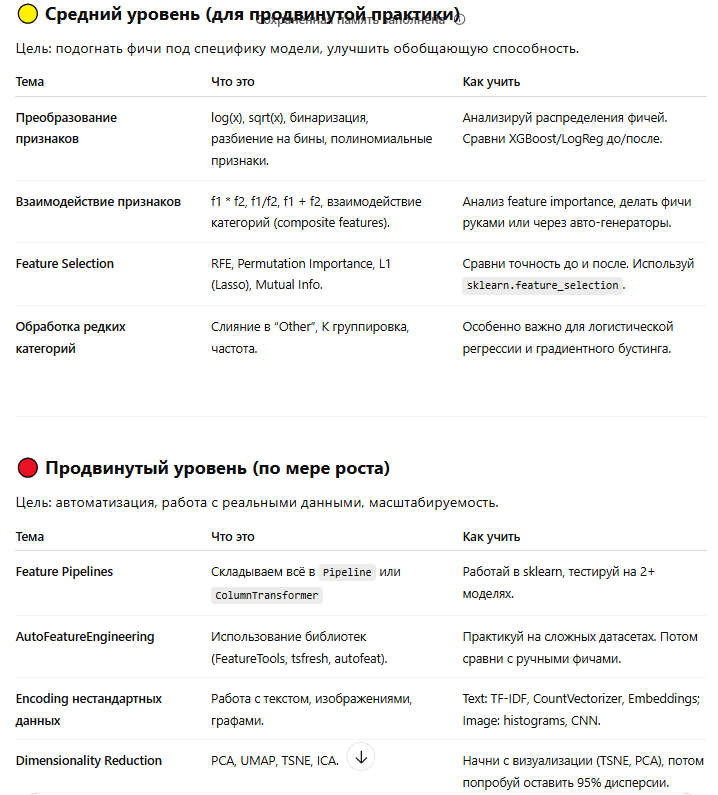 Средний уровень (для продвинутой практики)
Сохраненная память заполнена
Цель: подогнать фичи под специфику модели, улучшить обобщающую способность.
Тема Что это Как учить
Преобразование log(x), sqrt(x), бинаризация, Анализируй распределения фичей.
признаков разбиение на бины, полиномиальные Сравни XGBoost/LogReg до/после.
признаки.
Взаимодействие признаков f1 * f2, f1/f2, f1 + f2, взаимодействие Анализ feature importance, делать фичи
категорий (composite features). руками или через авто-генераторы.
Feature Selection RFE, Permutation Importance, L1 Сравни точность до и после. Используй
(Lasso), Mutual Info. sklearn.feature_selection.
Обработка редких Слияние в “Other”, К группировка, Особенно важно для логистической
категорий частота. регрессии и градиентного бустинга.
Продвинутый уровень (по мере роста)
Цель: автоматизация, работа с реальными данными, масштабируемость.
Тема Что это Как учить
Feature Pipelines Складываем всё в Pipeline или Работай в sklearn, тестируй на 2+
ColumnTransformer моделях.
AutoFeatureEngineering Использование библиотек Практикуй на сложных датасетах. Потом
(FeatureTools, tsfresh, autofeat). сравни с ручными фичами.
Encoding нестандартных Работа с текстом, изображениями, Text: TF-IDF, CountVectorizer, Embeddings;
данных графами. Image: histograms, CNN.
Dimensionality Reduction PCA, UMAP, TSNE, ICA. Начни с визуализации (TSNE, PCA), потом
попробуй оставить 95% дисперсии.